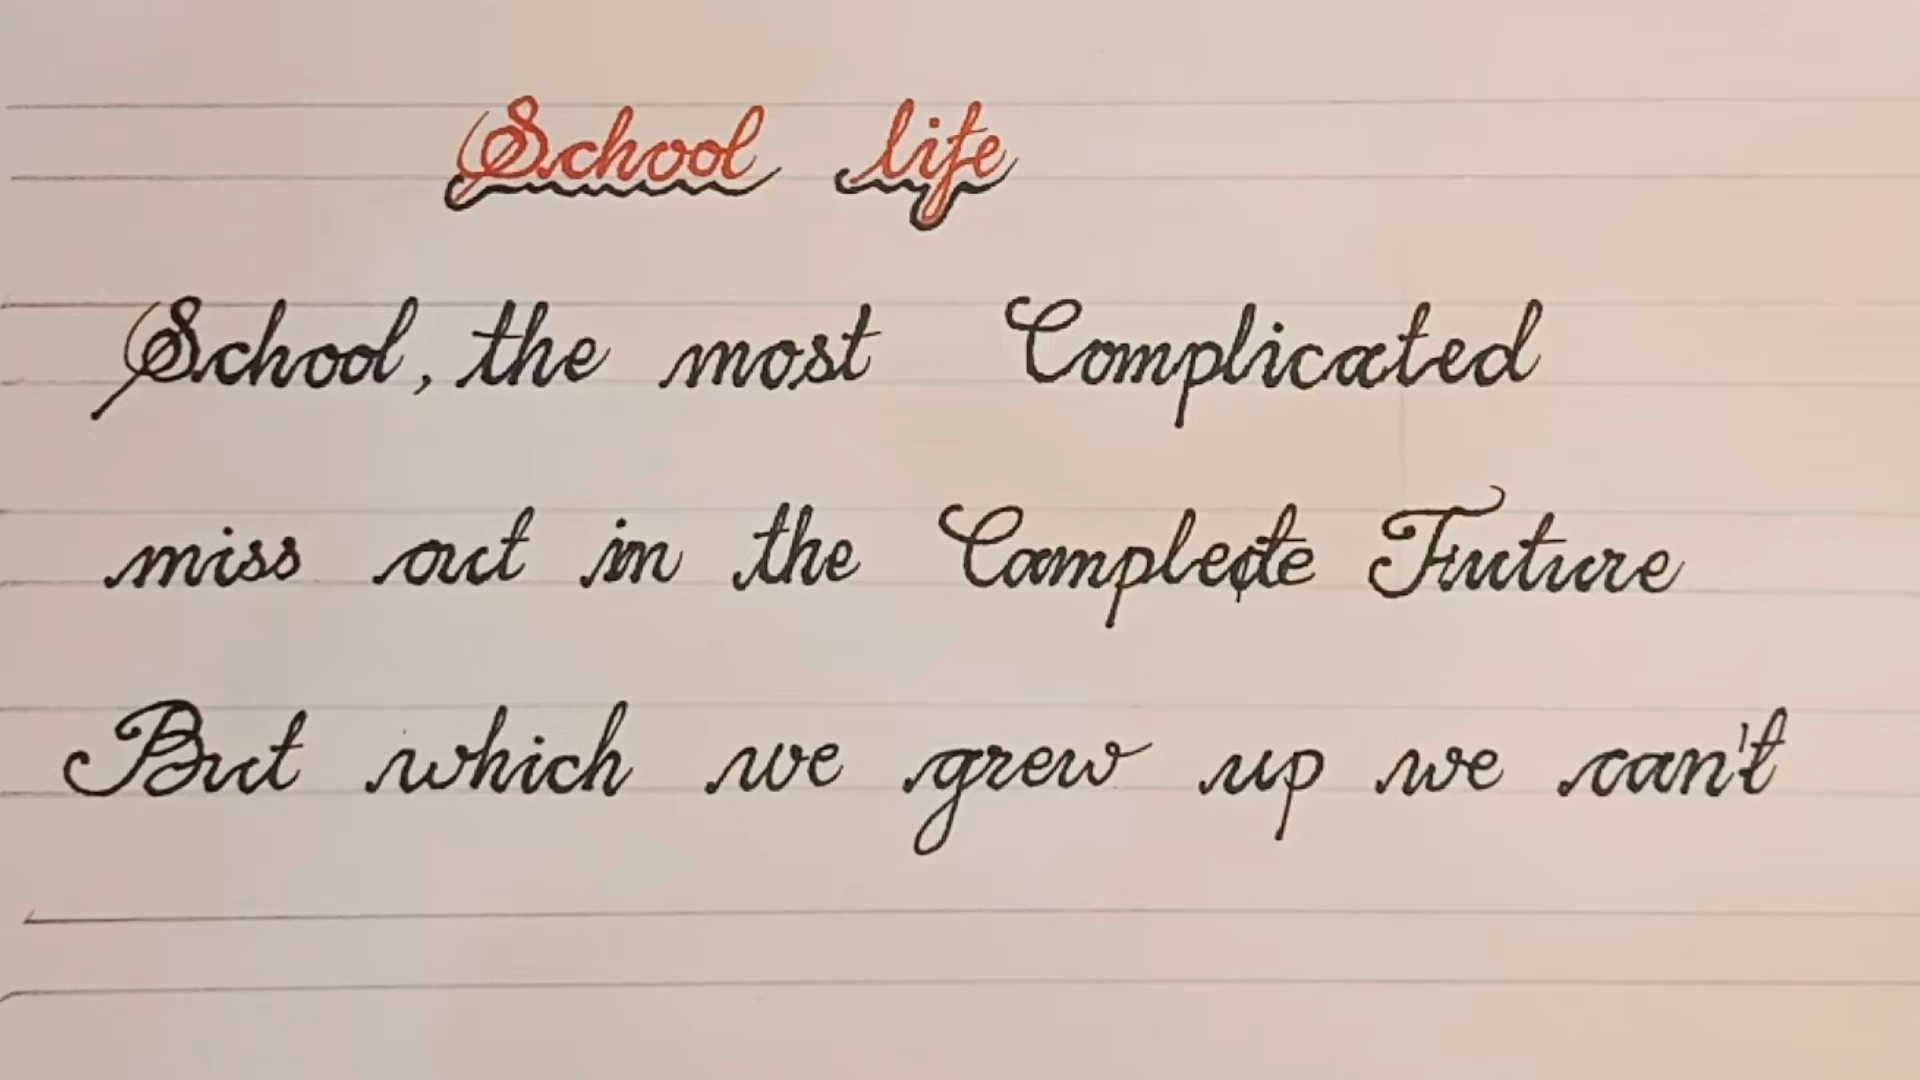 School life
School, the most Complicated
miss out in the Complete Future
But which we grew up we can't